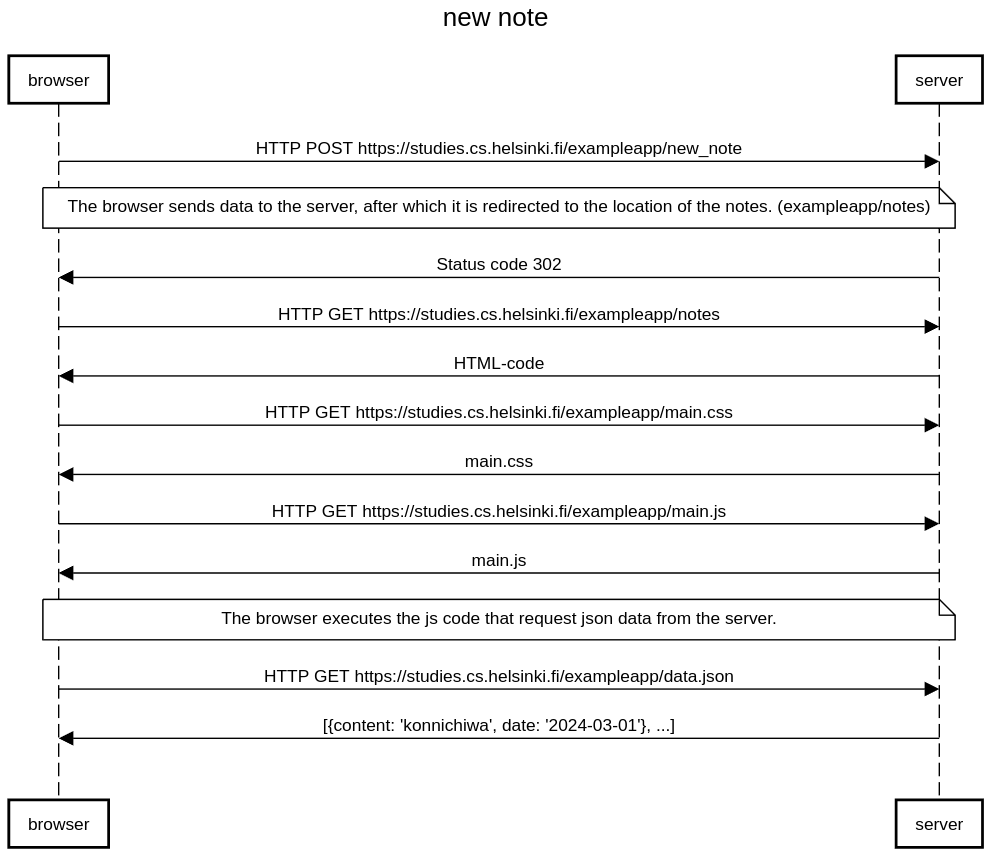 new note
browser
server
HTTP POST https://studies.cs.helsinki.fi/exampleapp/new_note
The browser sends data to the server, after which it is redirected to the location of the notes. (exampleapp/notes)
Status code 302
HTTP GET https://studies.cs.helsinki.fi/exampleapp/notes
HTML-code
HTTP GET https://studies.cs.helsinki.fi/exampleapp/main.css
main.css
HTTP GET https://studies.cs.helsinki.fi/exampleapp/main.js
main.js
The browser executes the js code that request json data from the server.
HTTP GET https://studies.cs.helsinki.fi/exampleapp/data.json
[{content: 'konnichiwa', date: '2024-03-01'}, ...]
browser
server